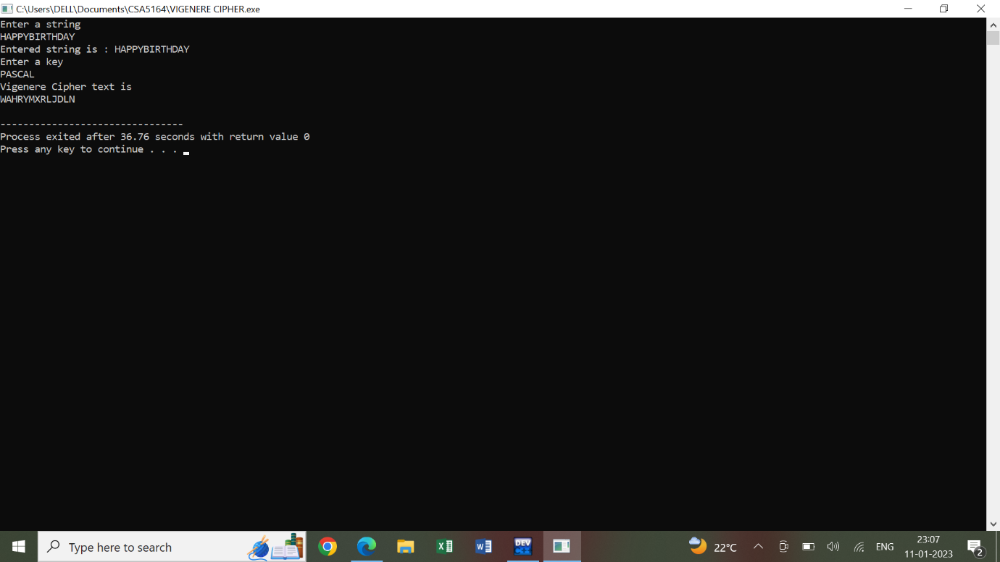 C:\Users\DELL\Documents\CSA5164\VIGENERE CIPHER.exe
Enter a string
HAPPYBIRTHDAY
Entered string is : HAPPYBIRTHDAY
Enter a key
PASCAL
Vigenere Cipher text is
WAHRYMXRLJDLN
--------------------------------
Process exited after 36.76 seconds with return value 0
Press any key to continue . . .
Type here to search
DEV
C++
22°C
ENG
23:07
11-01-2023
2